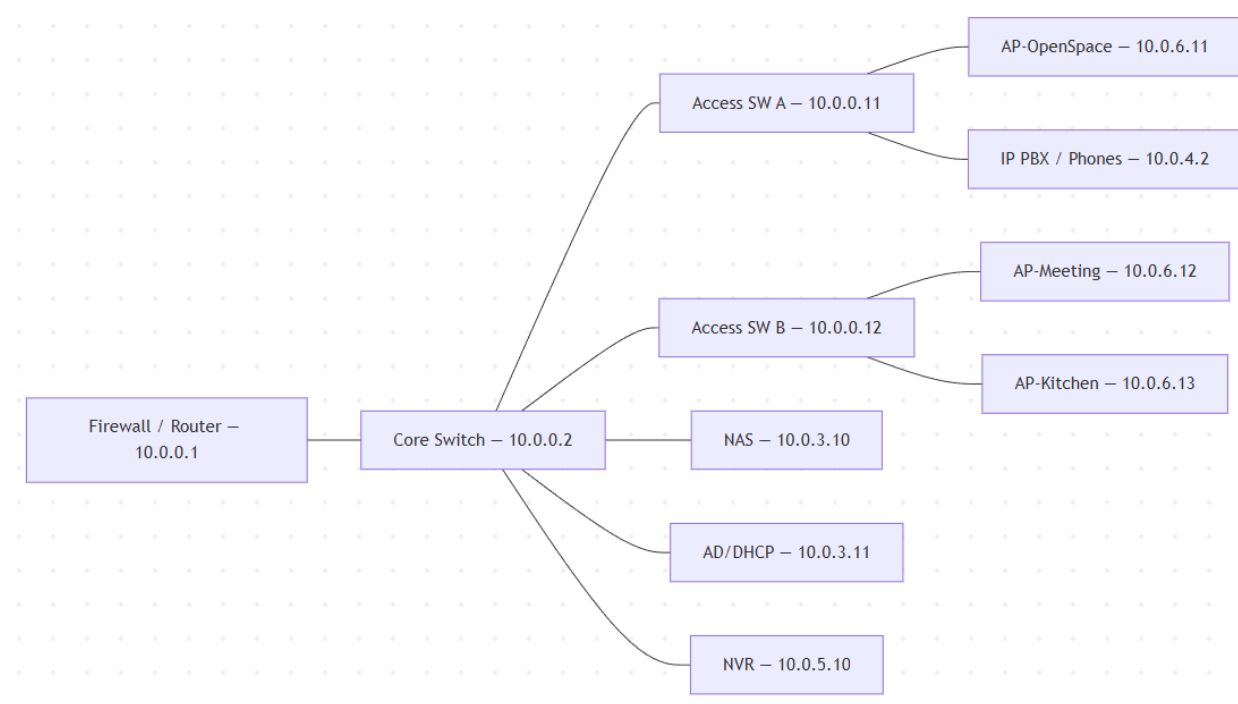 AP-OpenSpace — 10.0.6.11
Access SW A — 10.0.0.11
IP PBX / Phones — 10.0.4.2
AP-Meeting — 10.0.6.12
Access SW B — 10.0.0.12
AP-Kitchen — 10.0.6.13
Firewall / Router —
10.0.0.1
Core Switch — 10.0.0.2
NAS — 10.0.3.10
AD/DHCP — 10.0.3.11
NVR — 10.0.5.10